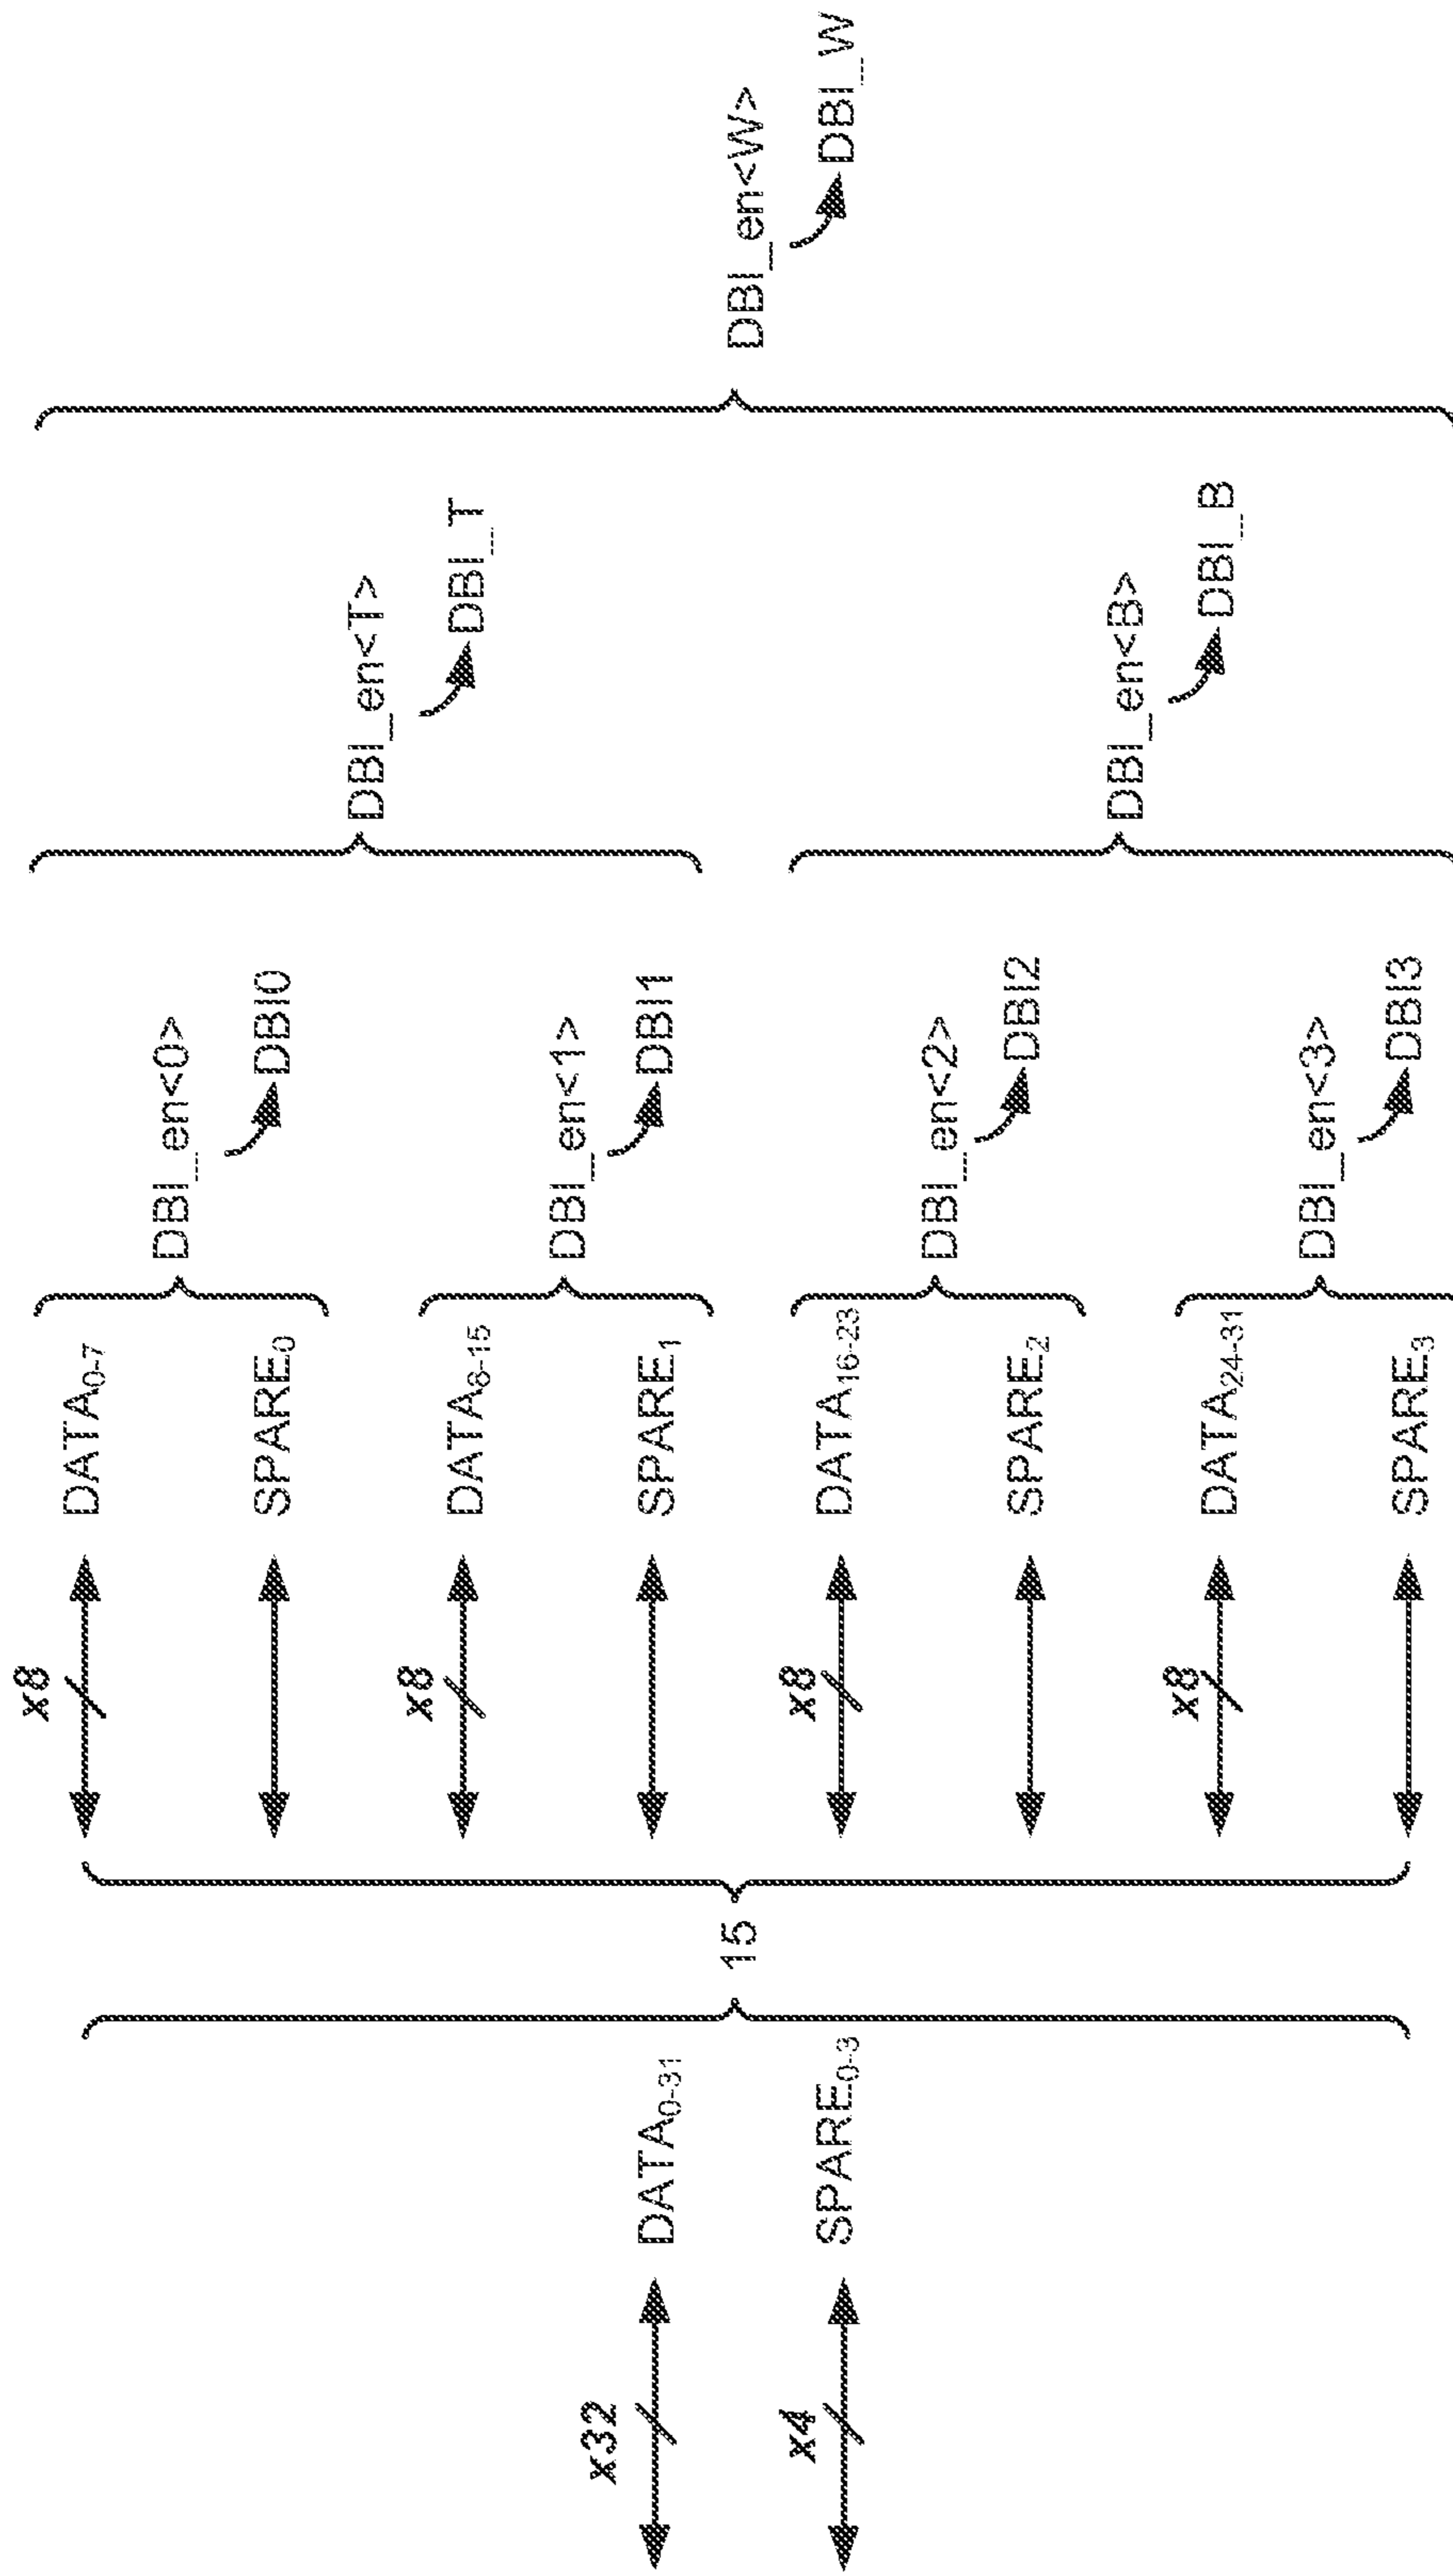 x32
DATA0-31
x4
SPARE0-3
15
x8
DATA0-7
SPARE0
DBI_en<0>
DBI0
x8
DATA8-15
SPARE1
DBI_en<1>
DBI1
x8
DATA16-23
SPARE2
DBI_en<2>
DBI2
x8
DATA24-31
SPARE3
DBI_en<3>
DBI3
DBI_en<T>
DBI_T
DBI_en<B>
DBI_B
DBI_en<W>
DBI_W